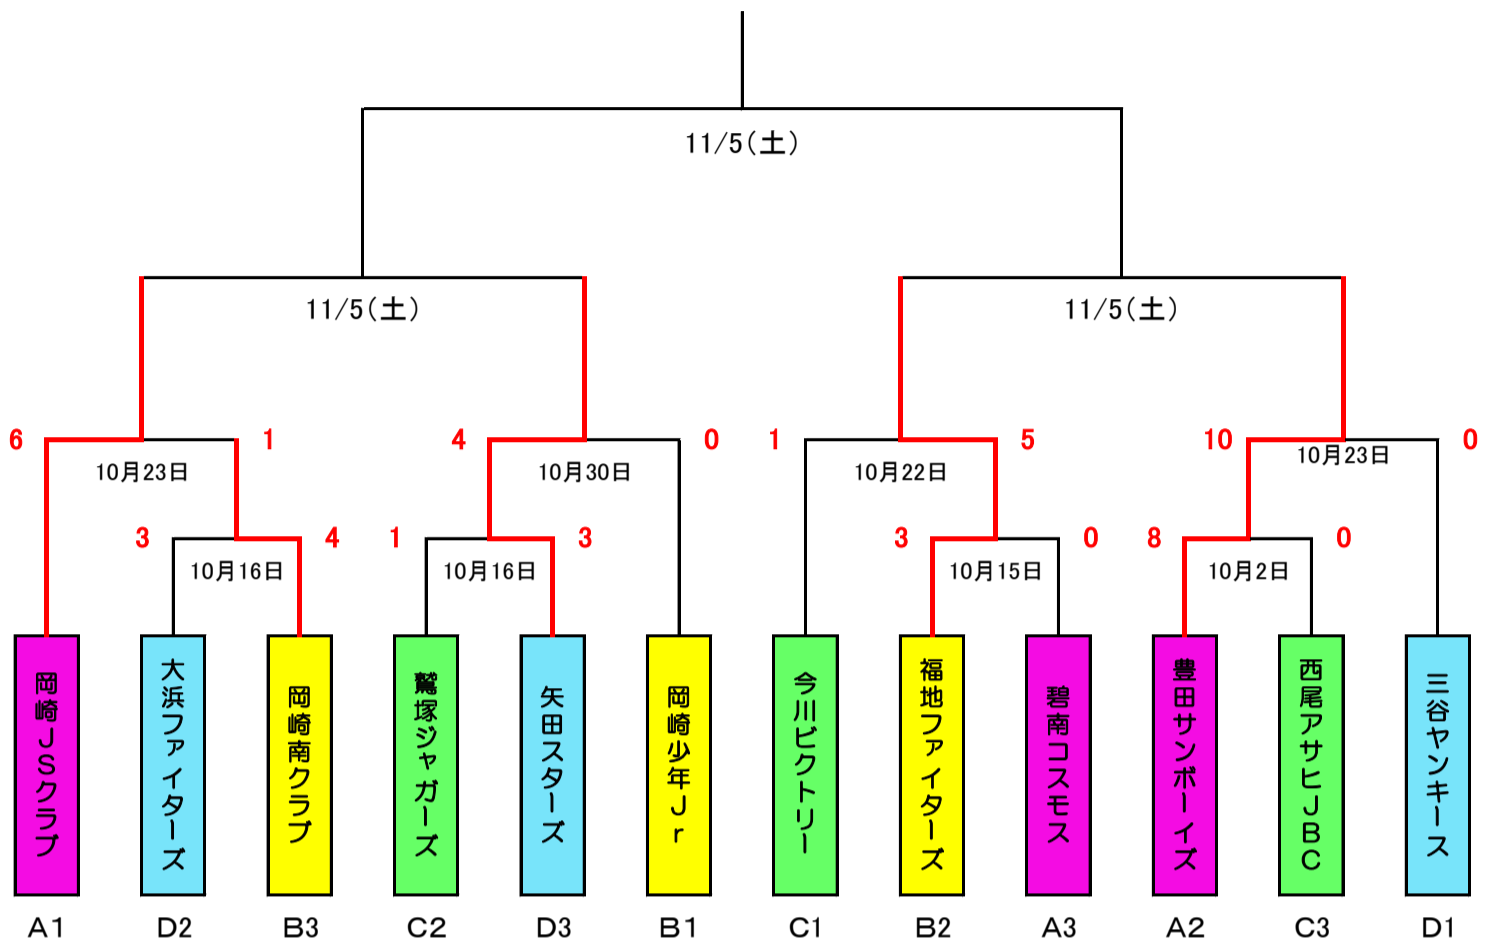 11/5(土)
11/5(土)
11/5(土)
6
1
4
0
1
5
10
0
10月23日
10月30日
10月22日
10月23日
3
4
1
3
3
0
8
0
10月16日
10月16日
10月15日
10月2日
岡崎JSクラブ
大浜ファイターズ
岡崎南クラブ
鷲塚ジャガーズ
矢田スターズ
岡崎少年Jr
今川ビクトリー
福地ファイターズ
碧南コスモス
豊田サンボーイズ
西尾アサヒJBC
三谷ヤンキース
A1
D2
B3
C2
D3
B1
C1
B2
A3
A2
C3
D1